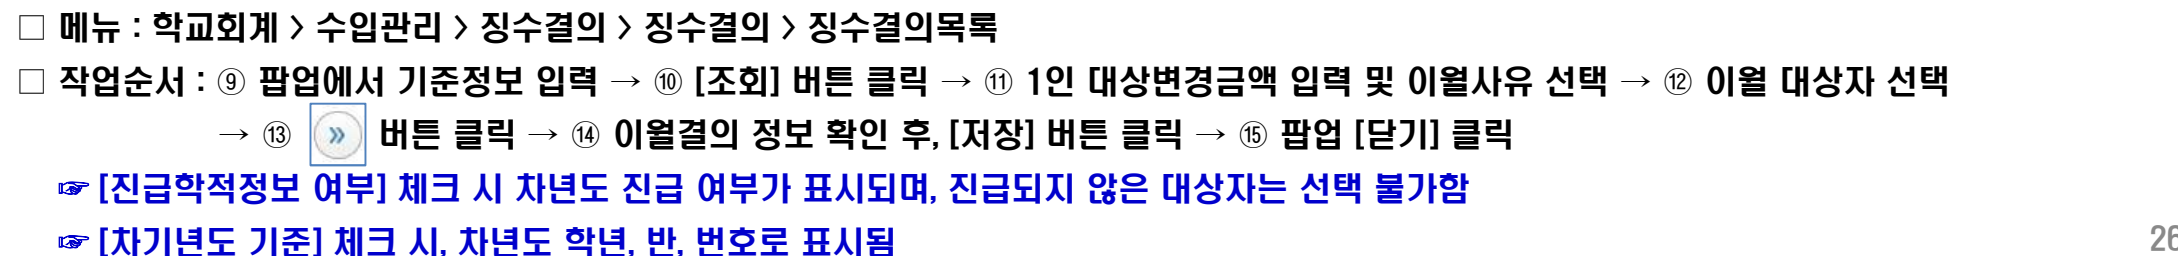 □ 메뉴 : 학교회계 > 수입관리 > 징수결의 > 징수결의 > 징수결의목록
□ 작업순서 : ⑨ 팝업에서 기준정보 입력 → ⑩ [조회] 버튼 클릭 → ⑪ 1인 대상변경금액 입력 및 이월사유 선택 → ⑫ 이월 대상자 선택
→ ⑬ » 버튼 클릭 → ⑭ 이월결의 정보 확인 후, [저장] 버튼 클릭 → ⑮ 팝업 [닫기] 클릭
☞ [진급학적정보 여부] 체크 시 차년도 진급 여부가 표시되며, 진급되지 않은 대상자는 선택 불가함
☞ [차기년도 기준] 체크 시, 차년도 학년, 반, 번호로 표시됨
26